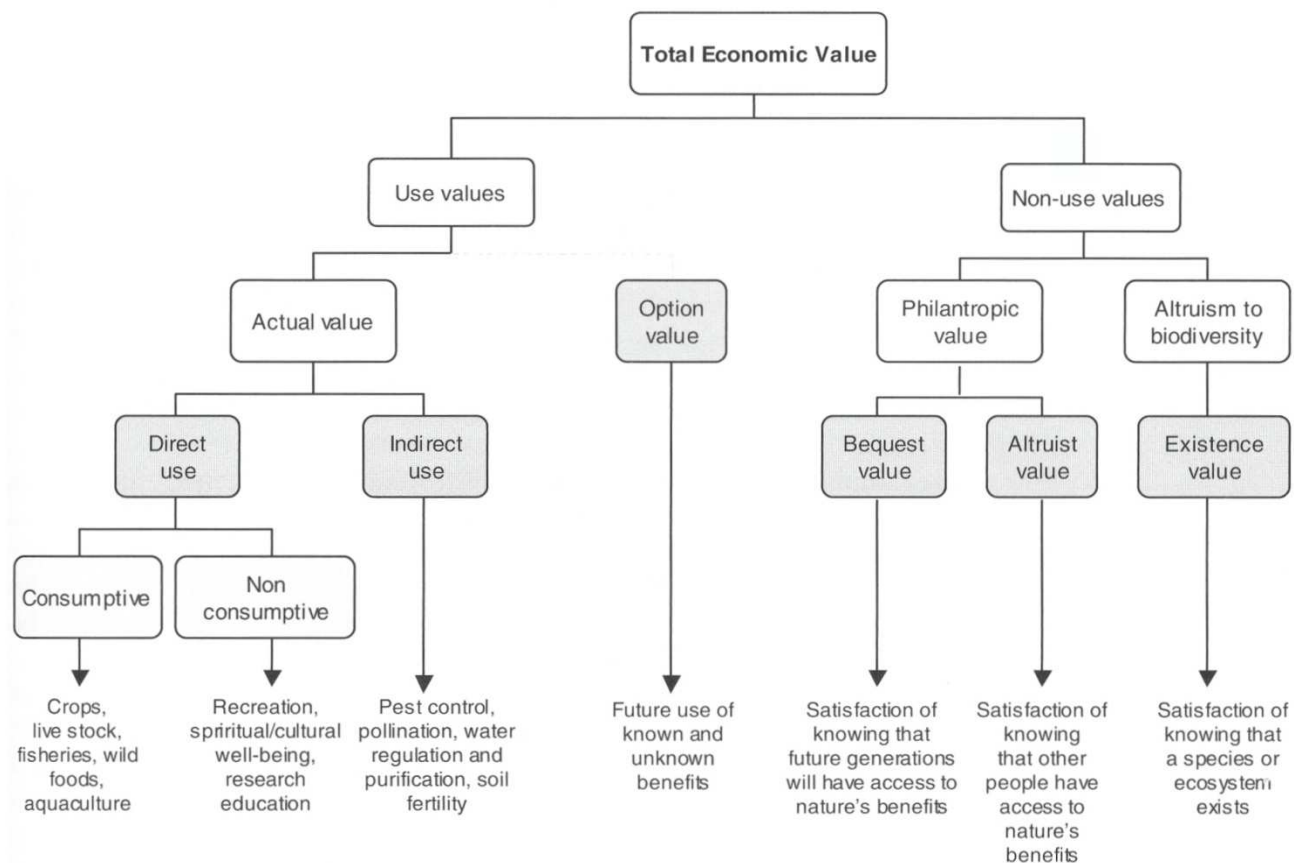 Total Economic Value
Use values
Non-use values
Actual value
Option
value
Philantropic
value
Altruism to
biodiversity
Direct
use
Indirect
use
Bequest
value
Altruist
value
Existence
value
Consumptive
Non
consumptive
Crops,
live stock,
fisheries, wild
foods,
aquaculture
Recreation,
spriritual/cultural
well-being,
research
education
Pest control,
pollination, water
regulation and
purification, soil
fertility
Future use of
known and
unknown
benefits
Satisfaction of
knowing that
future generations
will have access to
nature's benefits
Satisfaction of
knowing
that other
people have
access to
nature's
benefits
Satisfaction of
knowing that
a species or
ecosystem
exists